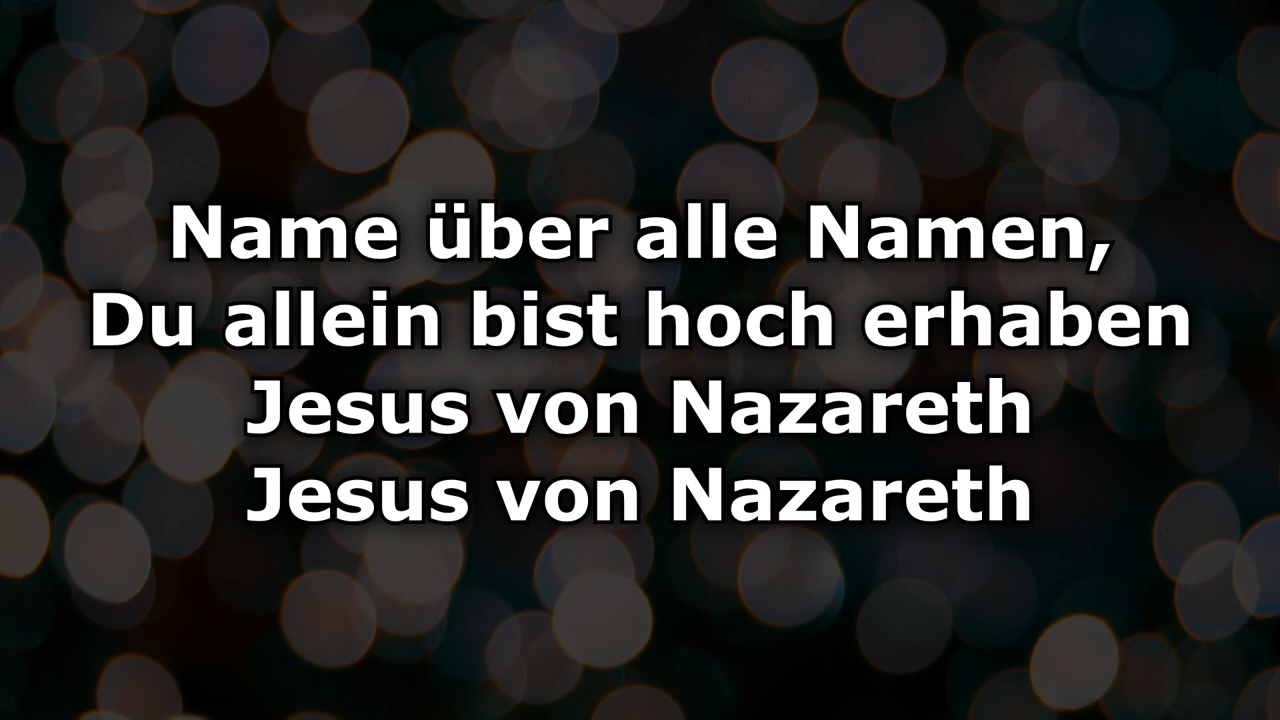 Name über alle Namen,
Du allein bist hoch erhaben
Jesus von Nazareth
Jesus von Nazareth